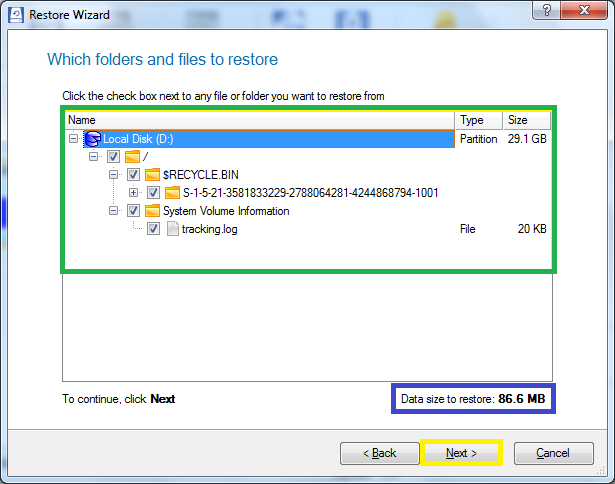 Restore Wizard
Which folders and files to restore
Click the check box next to any file or folder you want to restore from
Name Type Size
Local Disk (D:) Partition 29.1 GB
/
$RECYCLE.BIN
S-1-5-21-3581833229-2788064281-4244868794-1001
System Volume Information
tracking.log File 20 KB
To continue, click Next
Data size to restore: 86.6 MB
< Back
Next >
Cancel